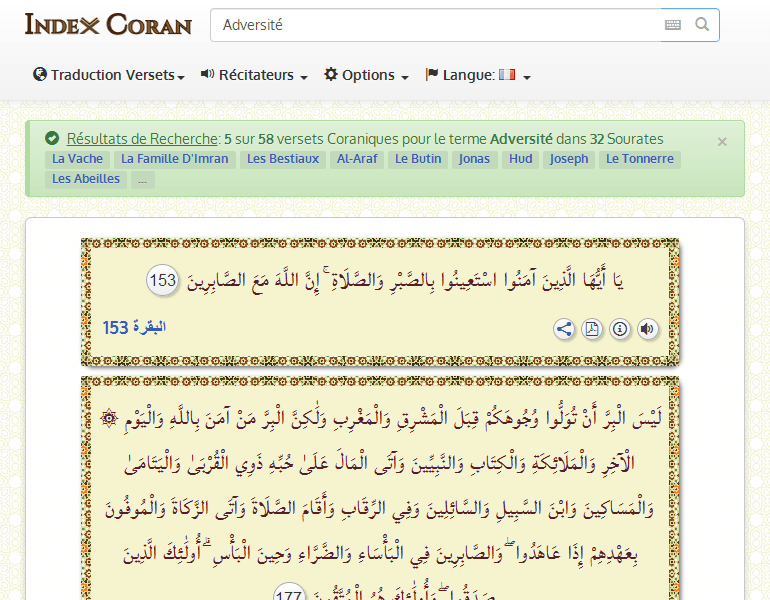 INDEX CORAN
Adversité
Traduction Versets
Récitateurs
Options
Langue:
Résultats de Recherche: 5 sur 58 versets Coraniques pour le terme Adversité dans 32 Sourates
×
La Vache La Famille D'Imran Les Bestiaux Al-Araf Le Butin Jonas Hud Joseph Le Tonnerre
Les Abeilles ...
يَا أَيُّهَا الَّذِينَ آمَنُوا اسْتَعِينُوا بِالصَّبْرِ وَالصَّلَاةِ ۚ إِنَّ اللَّهَ مَعَ الصَّابِرِينَ 153
البقرة 153
لَيْسَ الْبِرَّ أَنْ تُوَلُّوا وُجُوهَكُمْ قِبَلَ الْمَشْرِقِ وَالْمَغْرِبِ وَلَٰكِنَّ الْبِرَّ مَنْ آمَنَ بِاللَّهِ وَالْيَوْمِ ۞
الْآخِرِ وَالْمَلَائِكَةِ وَالْكِتَابِ وَالنَّبِيِّينَ وَآتَى الْمَالَ عَلَىٰ حُبِّهِ ذَوِي الْقُرْبَىٰ وَالْيَتَامَىٰ
وَالْمَسَاكِينَ وَابْنَ السَّبِيلِ وَالسَّائِلِينَ وَفِي الرِّقَابِ وَأَقَامَ الصَّلَاةَ وَآتَى الزَّكَاةَ وَالْمُوفُونَ
بِعَهْدِهِمْ إِذَا عَاهَدُوا ۖ وَالصَّابِرِينَ فِي الْبَأْسَاءِ وَالضَّرَّاءِ وَحِينَ الْبَأْسِ ۗ أُولَٰئِكَ الَّذِينَ
صَدَقُوا ۖ وَأُولَٰئِكَ هُمُ الْمُتَّقُونَ 177